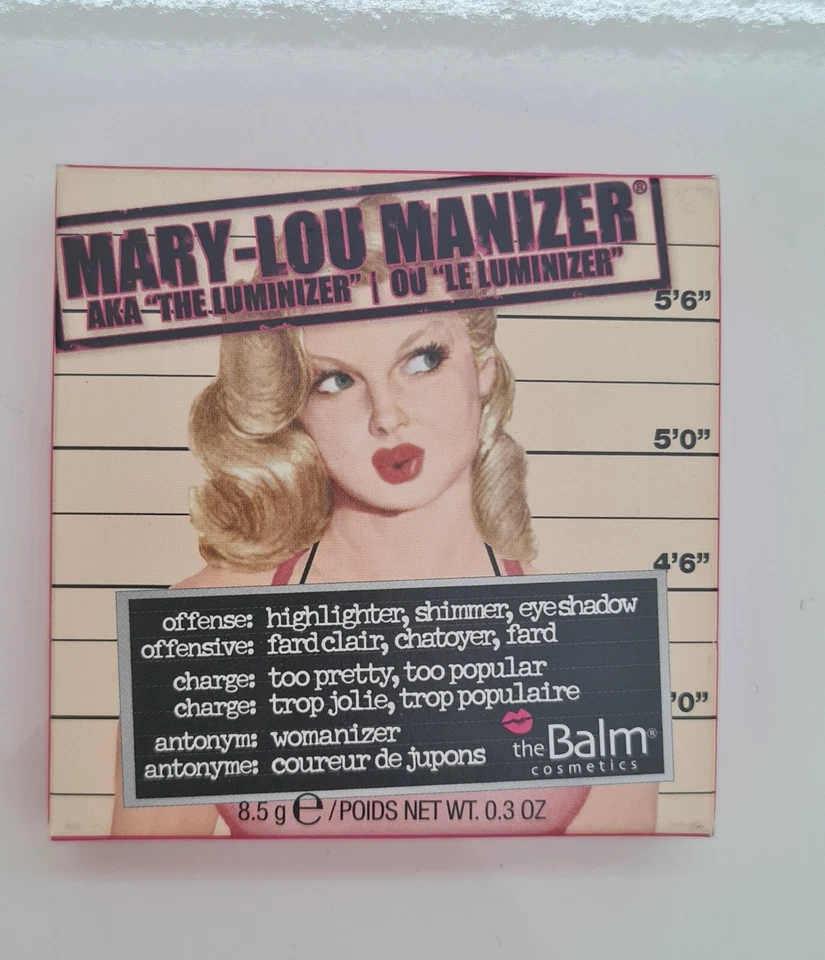 MARY-LOU MANIZER®
AKA "THE LUMINIZER" | OU "LE LUMINIZER"
5'6"
5'0"
4'6"
'0"
offense: highlighter, shimmer, eyeshadow
offensive: fard clair, chatoyer, fard
charge: too pretty, too popular
charge: trop jolie, trop populaire
antonym: womanizer
antonyme: coureur de jupons
the Balm®
cosmetics
8.5 g e / POIDS NET WT. 0.3 OZ